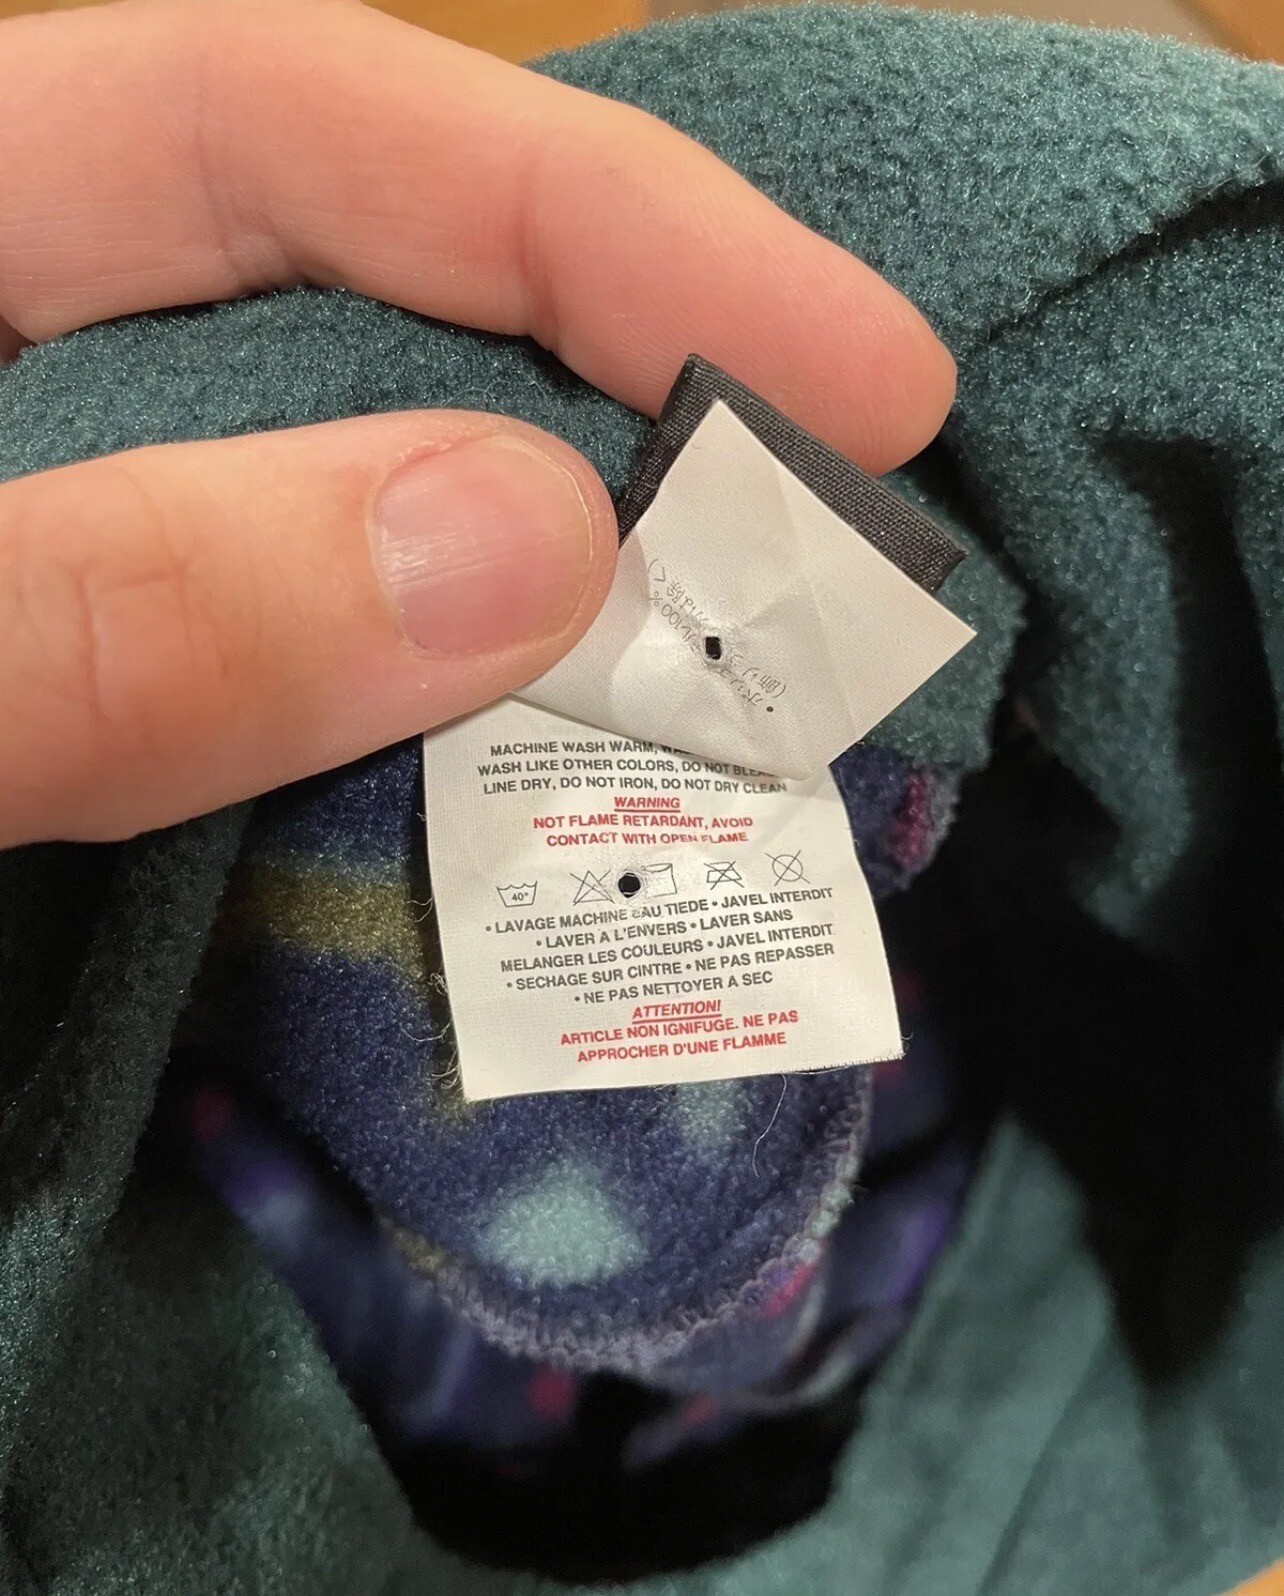 MACHINE WASH WARM,
WASH LIKE OTHER COLORS, DO NOT
LINE DRY, DO NOT IRON, DO NOT DRY CLEAN
WARNING
NOT FLAME RETARDANT, AVOID
CONTACT WITH OPEN FLAME
40°
• LAVAGE MACHINE EAU TIEDE • JAVEL INTERDIT
• LAVER A L'ENVERS • LAVER SANS
MELANGER LES COULEURS • JAVEL INTERDIT
• SECHAGE SUR CINTRE • NE PAS REPASSER
• NE PAS NETTOYER A SEC
ATTENTION!
ARTICLE NON IGNIFUGE. NE PAS
APPROCHER D'UNE FLAMME